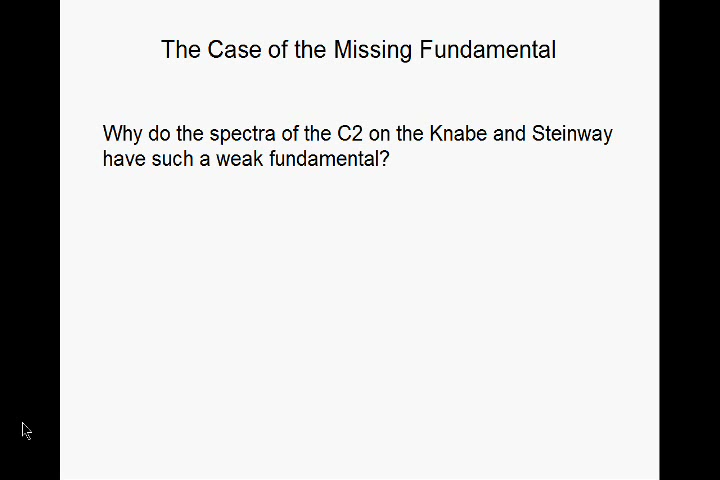 The Case of the Missing Fundamental
Why do the spectra of the C2 on the Knabe and Steinway
have such a weak fundamental?